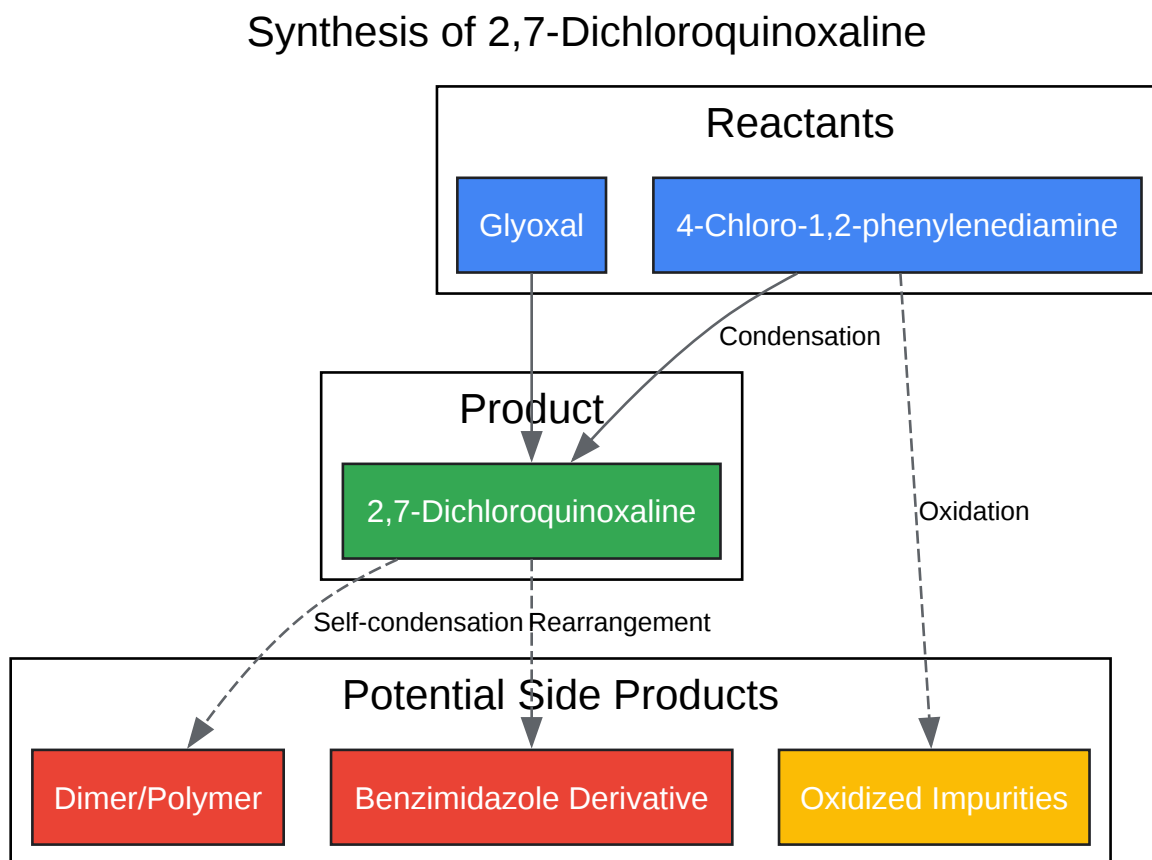 Synthesis of 2,7-Dichloroquinoxaline
Reactants
Glyoxal
4-Chloro-1,2-phenylenediamine
Condensation
Product
2,7-Dichloroquinoxaline
Oxidation
Self-condensation
Rearrangement
Potential Side Products
Dimer/Polymer
Benzimidazole Derivative
Oxidized Impurities